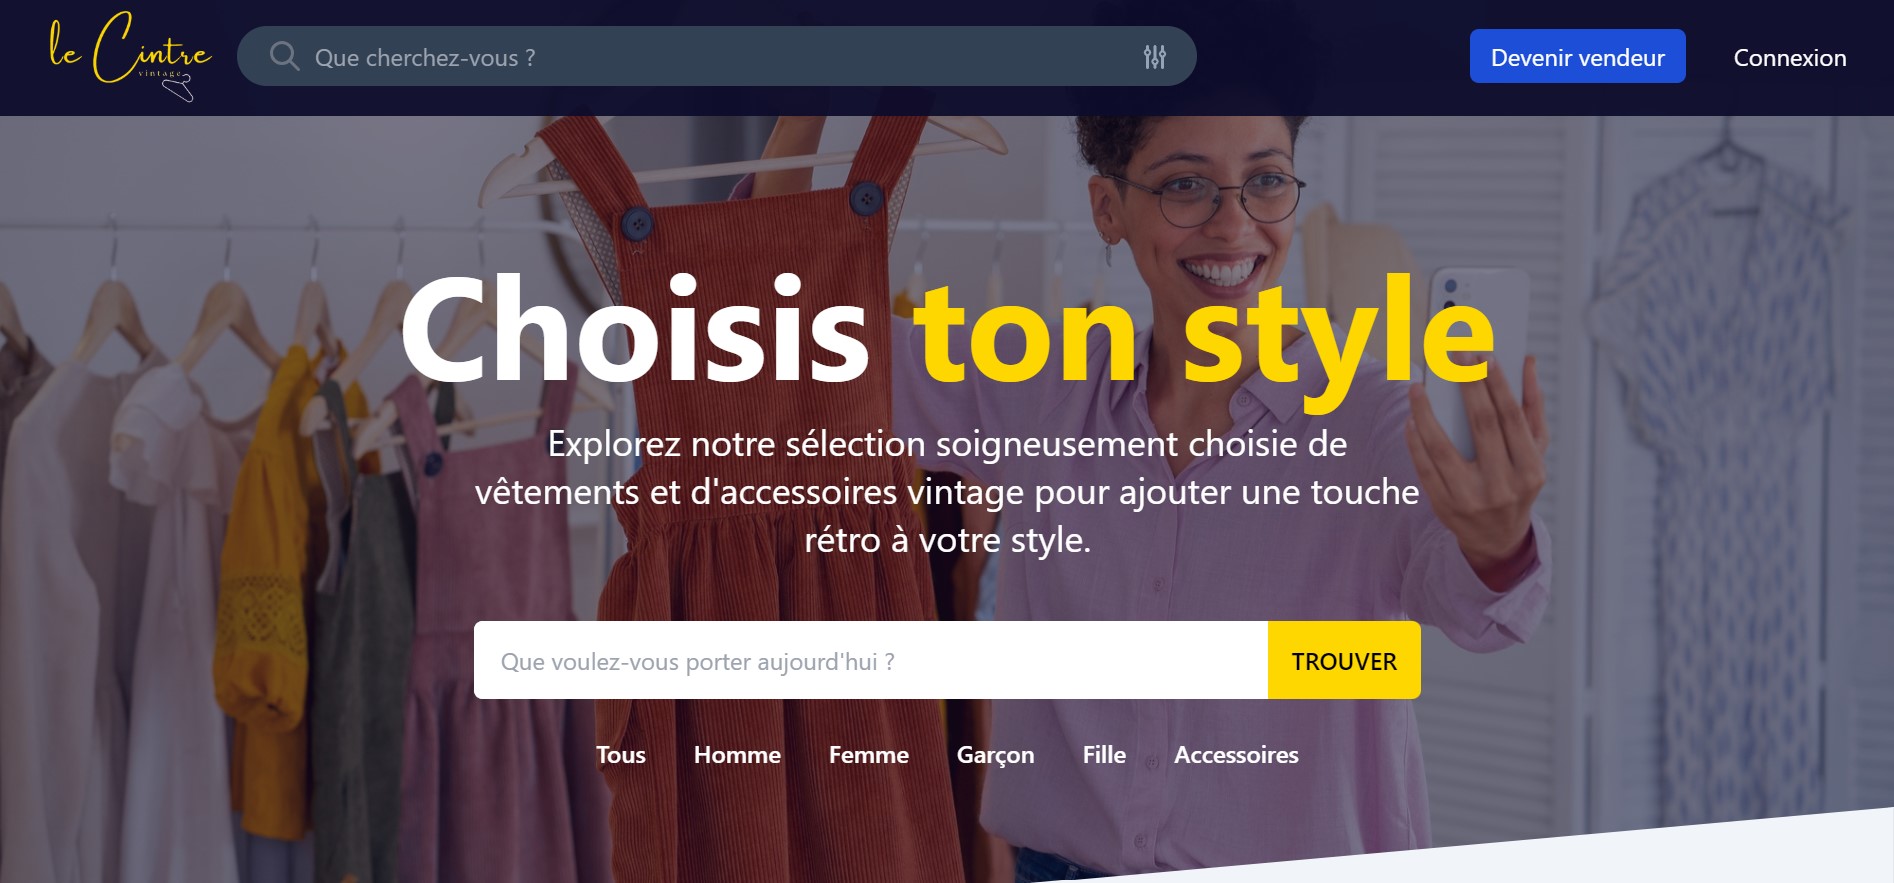 le Cintre
vintage
Que cherchez-vous ?
Devenir vendeur
Connexion
Choisis ton style
Explorez notre sélection soigneusement choisie de
vêtements et d'accessoires vintage pour ajouter une touche
rétro à votre style.
Que voulez-vous porter aujourd'hui ?
TROUVER
Tous
Homme
Femme
Garçon
Fille
Accessoires